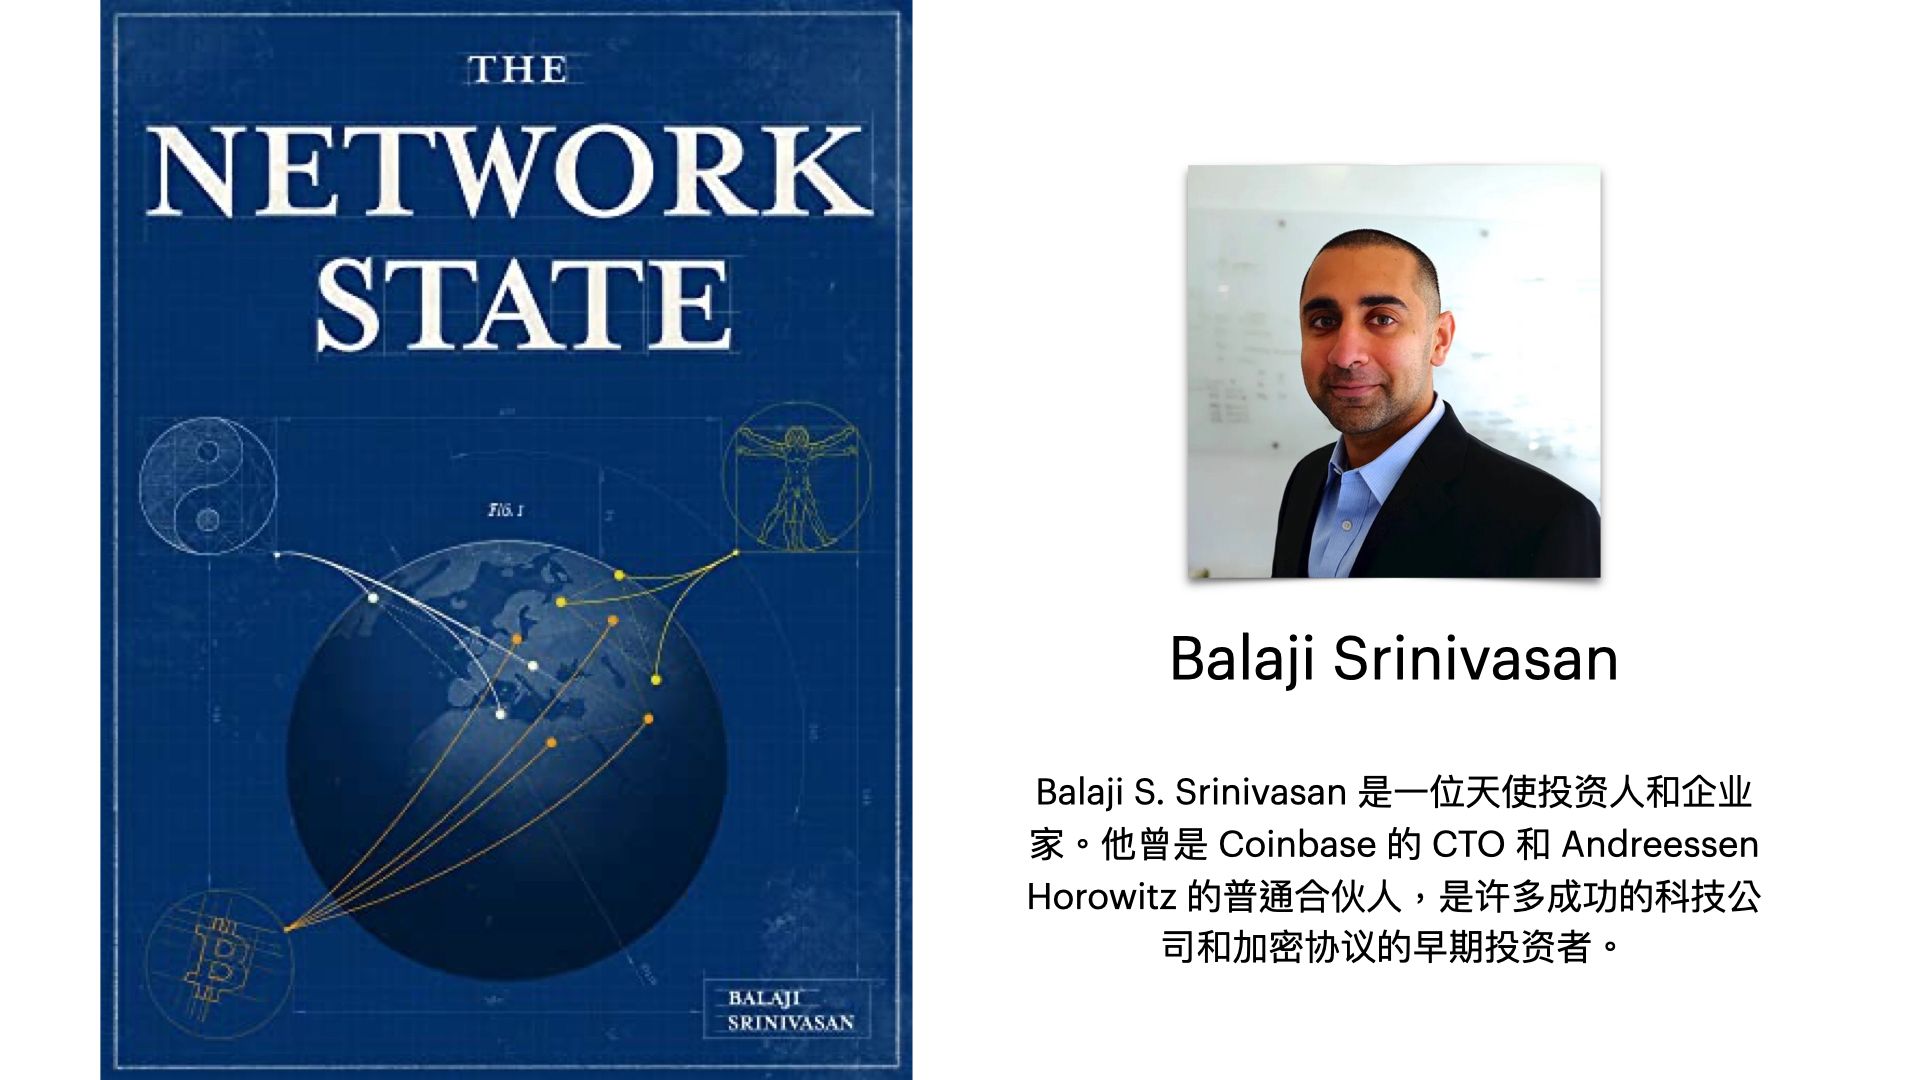 THE
NETWORK
STATE
FIG. 1
BALAJI
SRINIVASAN
Balaji Srinivasan
Balaji S. Srinivasan 是一位天使投资人和企业
家。他曾是 Coinbase 的 CTO 和 Andreessen
Horowitz 的普通合伙人，是许多成功的科技公
司和加密协议的早期投资者。